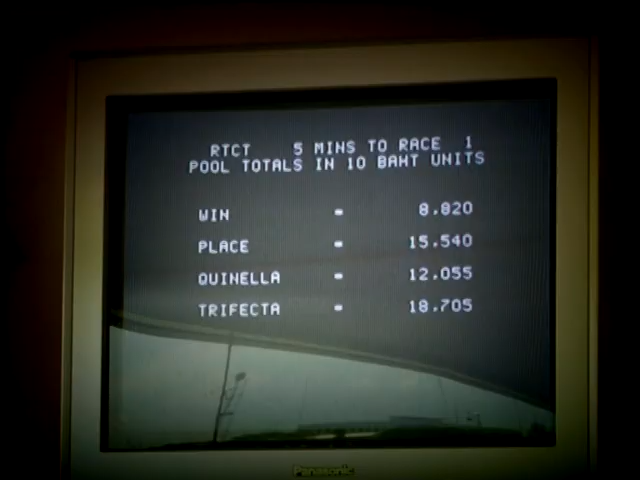 RTCT 5 MINS TO RACE 1
POOL TOTALS IN 10 BAHT UNITS
WIN - 8.820
PLACE - 15.540
QUINELLA - 12.055
TRIFECTA - 18.705
Panasonic